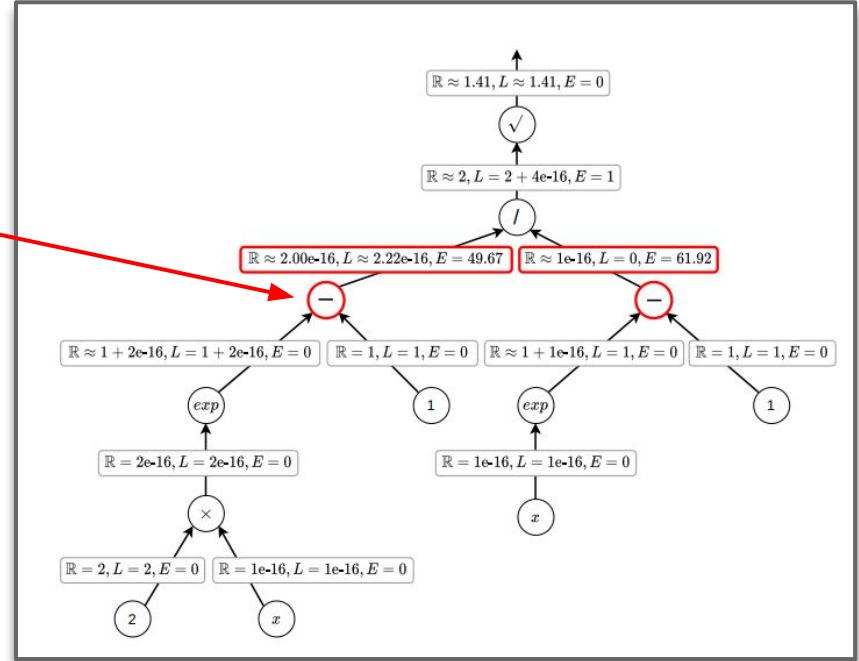 ℝ ≈ 1.41, L ≈ 1.41, E = 0
√
ℝ ≈ 2, L = 2 + 4e-16, E = 1
/
ℝ ≈ 2.00e-16, L ≈ 2.22e-16, E = 49.67 ℝ ≈ 1e-16, L = 0, E = 61.92
− −
ℝ ≈ 1 + 2e-16, L = 1 + 2e-16, E = 0 ℝ = 1, L = 1, E = 0 ℝ ≈ 1 + 1e-16, L = 1, E = 0 ℝ = 1, L = 1, E = 0
exp 1 exp 1
ℝ = 2e-16, L = 2e-16, E = 0 ℝ = 1e-16, L = 1e-16, E = 0
× x
ℝ = 2, L = 2, E = 0 ℝ = 1e-16, L = 1e-16, E = 0
2 x